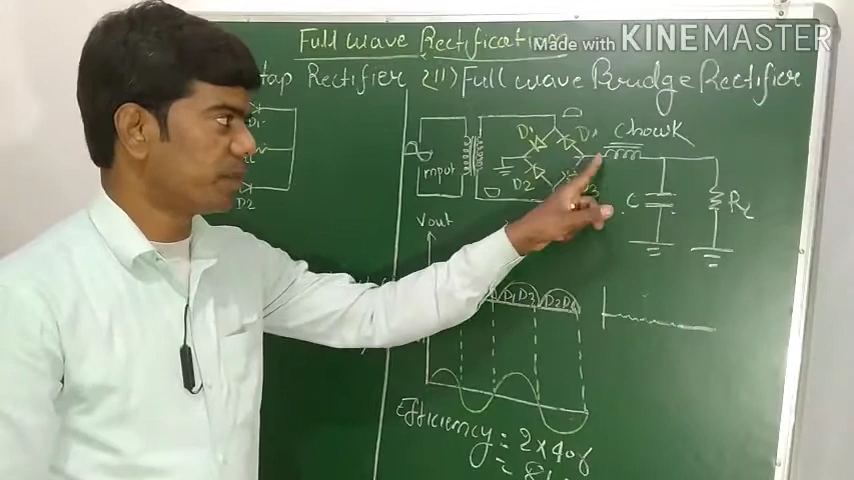 Full wave Rectification
Made with KINEMASTER
tap Rectifier
(ii) Full wave Bridge Rectifier
D1
D2
input
D1
D2
Chowk
C
RL
Vout
D1D3
D2D4
Efficiency = 2x40%
= 81